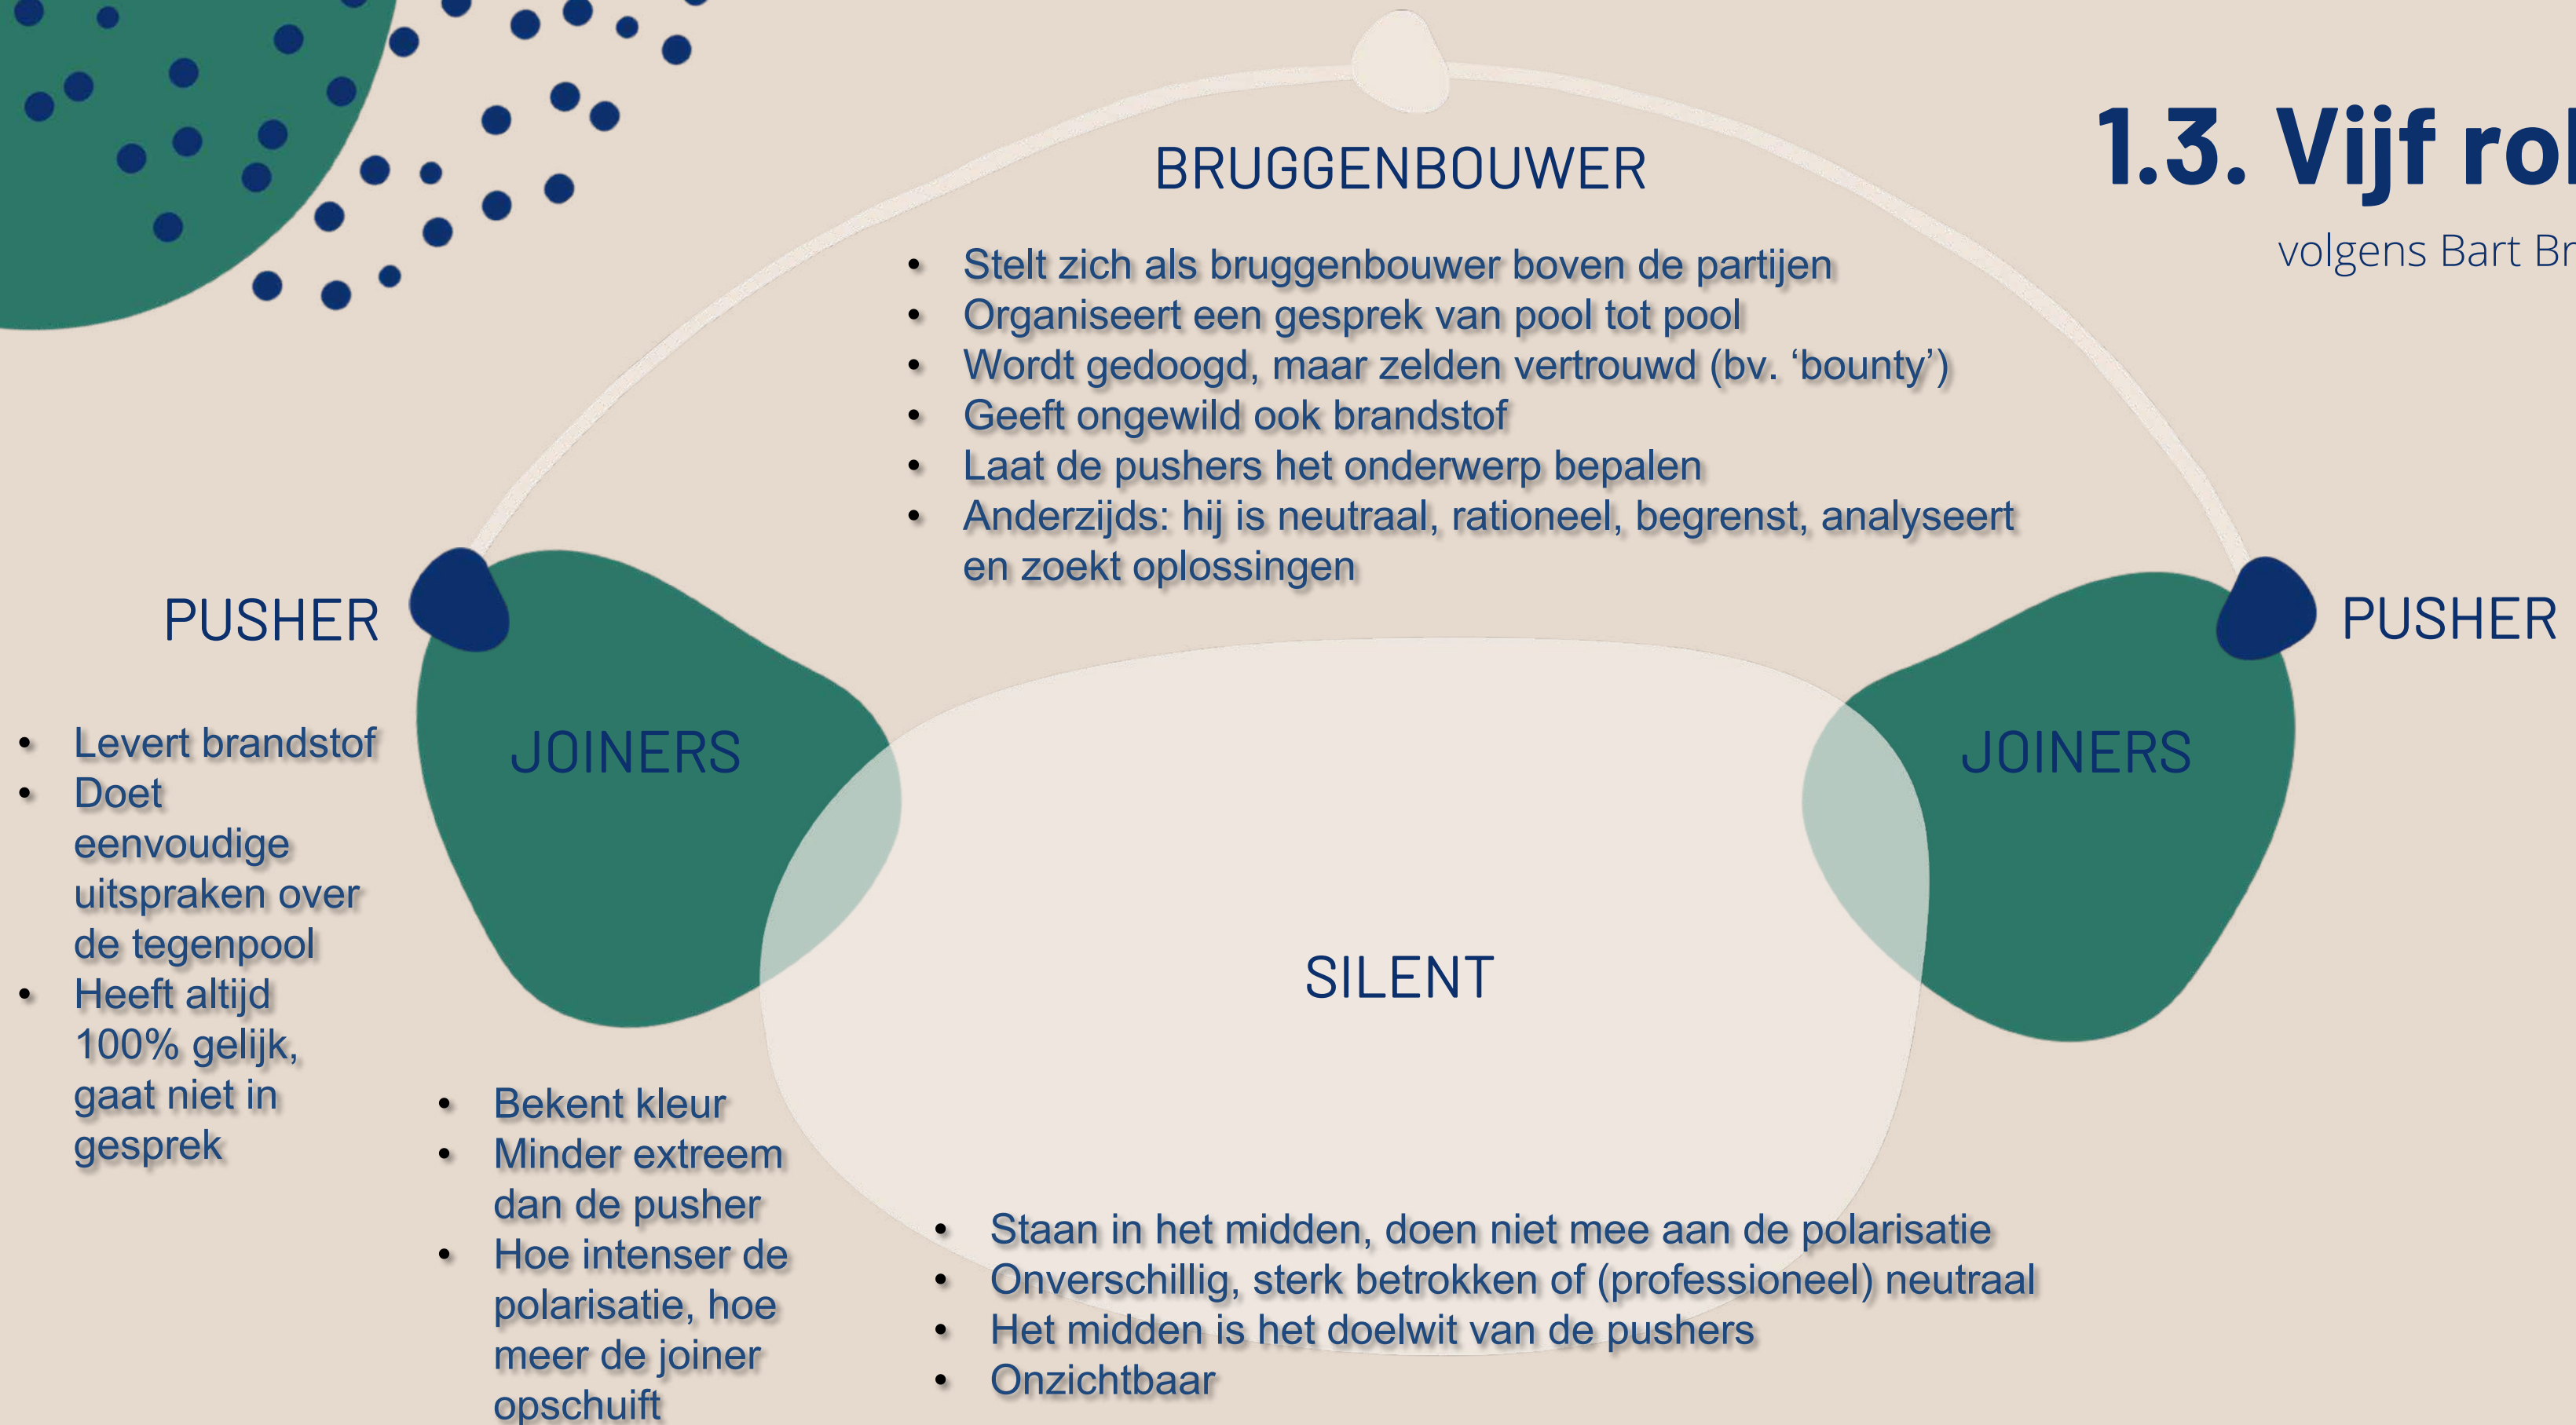 1.3. Vijf rol
volgens Bart Br
BRUGGENBOUWER
• Stelt zich als bruggenbouwer boven de partijen
• Organiseert een gesprek van pool tot pool
• Wordt gedoogd, maar zelden vertrouwd (bv. ‘bounty’)
• Geeft ongewild ook brandstof
• Laat de pushers het onderwerp bepalen
• Anderzijds: hij is neutraal, rationeel, begrenst, analyseert
en zoekt oplossingen
PUSHER
• Levert brandstof
• Doet
eenvoudige
uitspraken over
de tegenpool
• Heeft altijd
100% gelijk,
gaat niet in
gesprek
JOINERS
• Bekent kleur
• Minder extreem
dan de pusher
• Hoe intenser de
polarisatie, hoe
meer de joiner
opschuift
SILENT
• Staan in het midden, doen niet mee aan de polarisatie
• Onverschillig, sterk betrokken of (professioneel) neutraal
• Het midden is het doelwit van de pushers
• Onzichtbaar
JOINERS
PUSHER